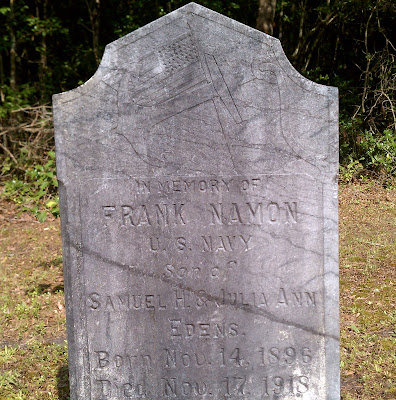 IN MEMORY OF
FRANK NAMON
U. S. NAVY
Son of
SAMUEL H. & JULIA ANN
EDENS.
Born Nov. 14, 1896
Died Nov. 17, 1918